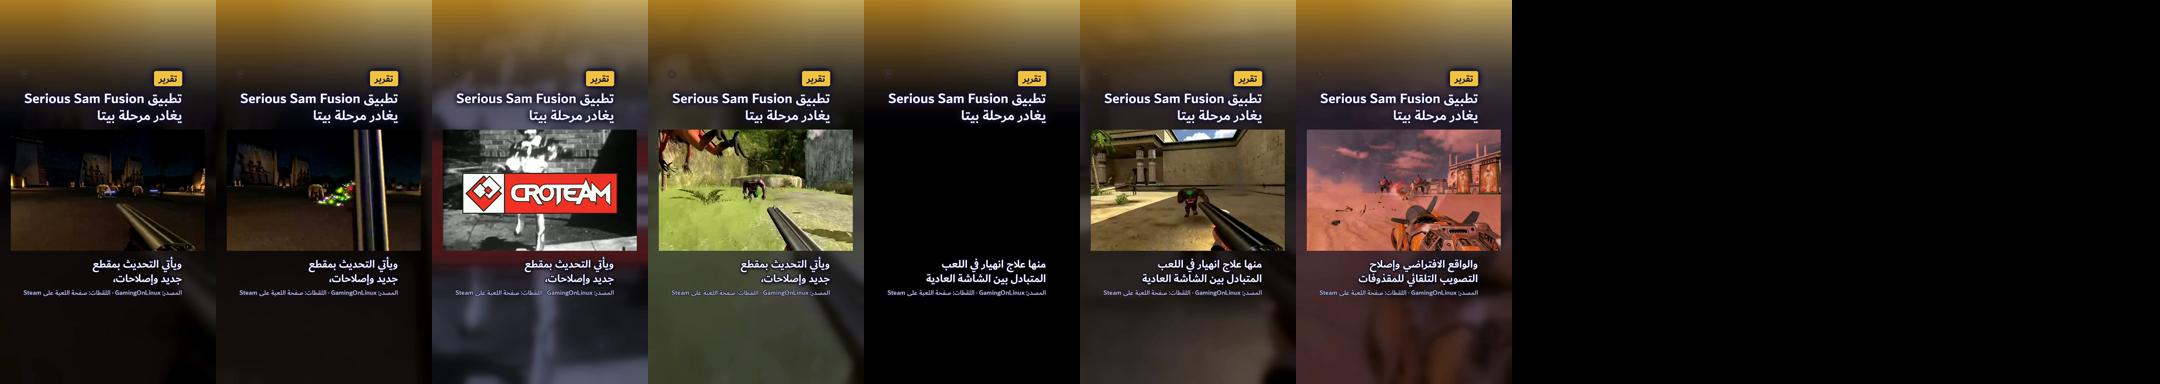 تقرير
تطبيق Serious Sam Fusion
يغادر مرحلة بيتا
ويأتي التحديث بمقطع
جديد وإصلاحات،
المصدر: GamingOnLinux · اللقطات: صفحة اللعبة على Steam
تقرير
تطبيق Serious Sam Fusion
يغادر مرحلة بيتا
ويأتي التحديث بمقطع
جديد وإصلاحات،
المصدر: GamingOnLinux · اللقطات: صفحة اللعبة على Steam
تقرير
تطبيق Serious Sam Fusion
يغادر مرحلة بيتا
CROTEAM
ويأتي التحديث بمقطع
جديد وإصلاحات،
المصدر: GamingOnLinux · اللقطات: صفحة اللعبة على Steam
تقرير
تطبيق Serious Sam Fusion
يغادر مرحلة بيتا
ويأتي التحديث بمقطع
جديد وإصلاحات،
المصدر: GamingOnLinux · اللقطات: صفحة اللعبة على Steam
تقرير
تطبيق Serious Sam Fusion
يغادر مرحلة بيتا
منها علاج انهيار في اللعب
المتبادل بين الشاشة العادية
المصدر: GamingOnLinux · اللقطات: صفحة اللعبة على Steam
تقرير
تطبيق Serious Sam Fusion
يغادر مرحلة بيتا
منها علاج انهيار في اللعب
المتبادل بين الشاشة العادية
المصدر: GamingOnLinux · اللقطات: صفحة اللعبة على Steam
تقرير
تطبيق Serious Sam Fusion
يغادر مرحلة بيتا
والواقع الافتراضي وإصلاح
التصويب التلقائي للمقذوفات
المصدر: GamingOnLinux · اللقطات: صفحة اللعبة على Steam